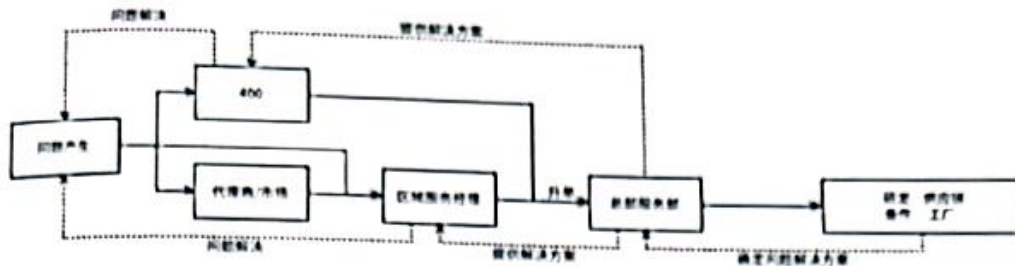 问题解决
提供解决方案
400
问题产生
代理商/市场
区域服务经理
升单
总部服务部
研发 供应链
备件 工厂
问题解决
提供解决方案
确定问题解决方案